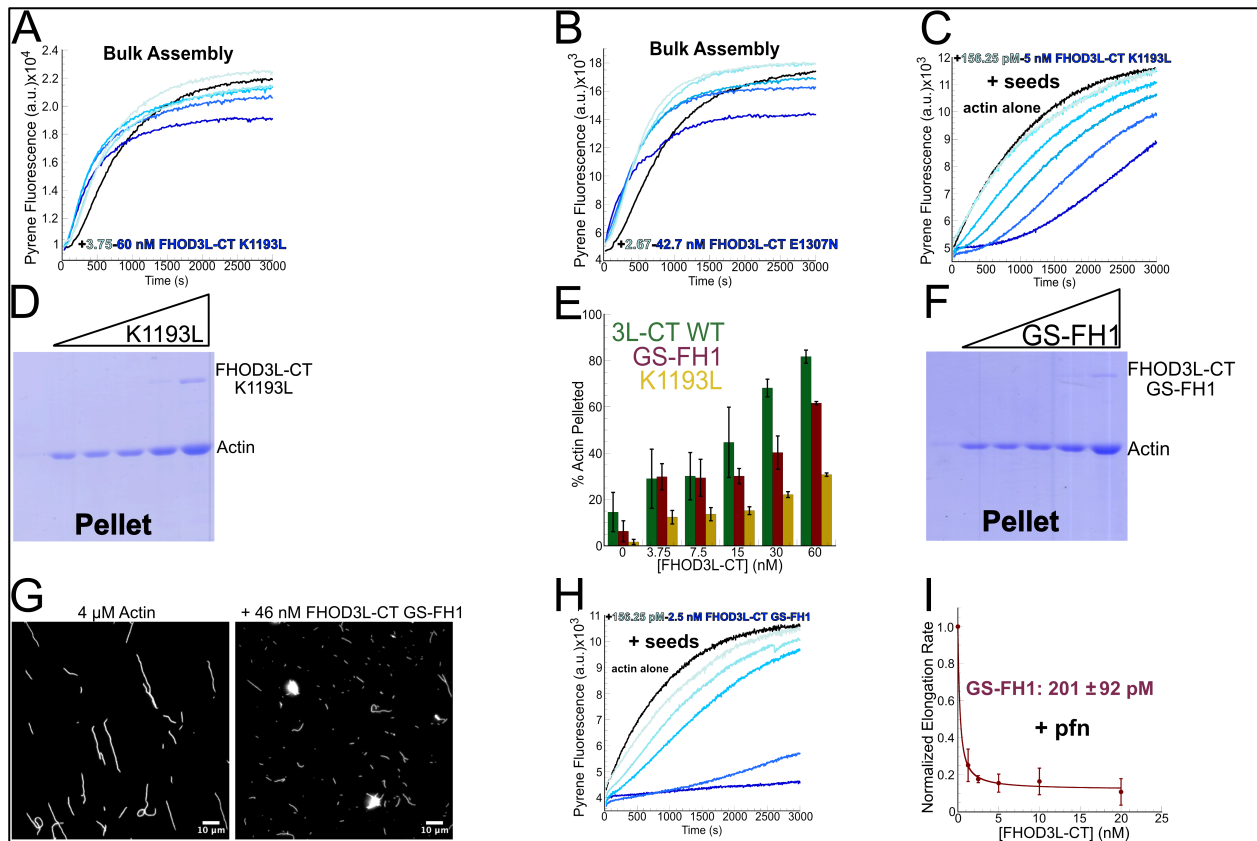 A
Bulk Assembly
Pyrene Fluorescence (a.u.)x10⁴
2.4
2.2
2
1.8
1.6
1.4
1.2
1
+3.75-60 nM FHOD3L-CT K1193L
0 500 1000 1500 2000 2500 3000
Time (s)
B
Bulk Assembly
Pyrene Fluorescence (a.u.)x10³
18
16
14
12
10
8
6
4
+2.67-42.7 nM FHOD3L-CT E1307N
0 500 1000 1500 2000 2500 3000
Time (s)
C
+156.25 pM-5 nM FHOD3L-CT K1193L
+ seeds
actin alone
Pyrene Fluorescence (a.u.)x10³
12
11
10
9
8
7
6
5
0 500 1000 1500 2000 2500 3000
Time (s)
D
K1193L
FHOD3L-CT
K1193L
Actin
Pellet
E
3L-CT WT
GS-FH1
K1193L
% Actin Pelleted
100
80
60
40
20
0
0 3.75 7.5 15 30 60
[FHOD3L-CT] (nM)
F
GS-FH1
FHOD3L-CT
GS-FH1
Actin
Pellet
G
4 µM Actin
+ 46 nM FHOD3L-CT GS-FH1
10 µm
10 µm
H
+156.25 pM-2.5 nM FHOD3L-CT GS-FH1
+ seeds
actin alone
Pyrene Fluorescence (a.u.)x10³
11
10
9
8
7
6
5
4
0 500 1000 1500 2000 2500 3000
Time (s)
I
GS-FH1: 201 ± 92 pM
+ pfn
Normalized Elongation Rate
1.0
0.8
0.6
0.4
0.2
0
0 5 10 15 20 25
[FHOD3L-CT] (nM)